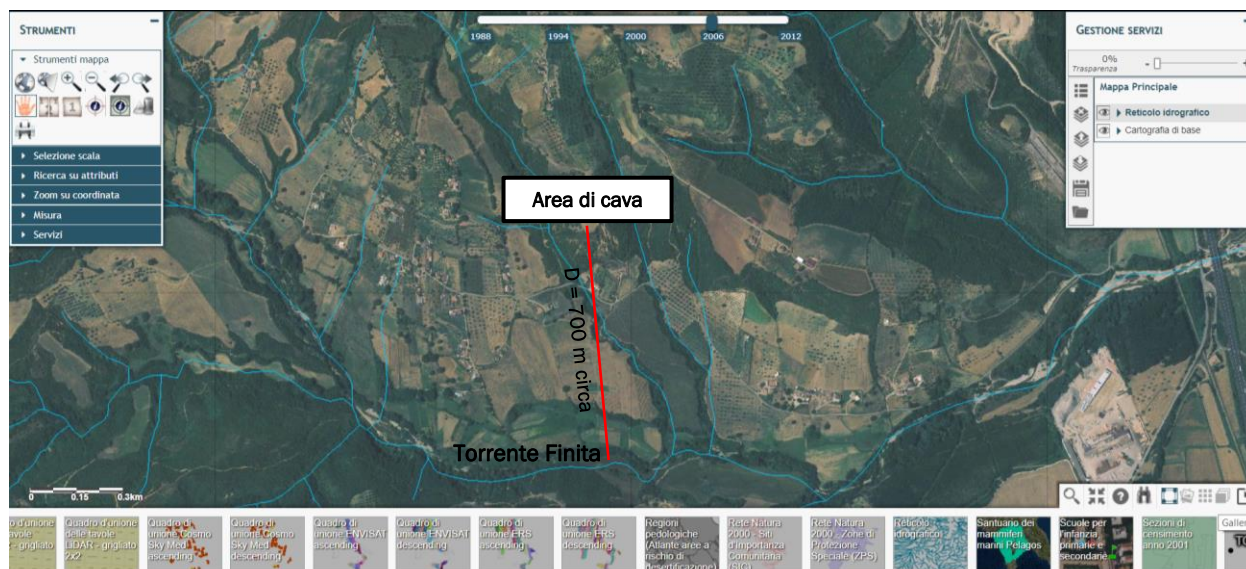 STRUMENTI
Strumenti mappa
Selezione scala
Ricerca su attributi
Zoom su coordinata
Misura
Servizi
1988
1994
2000
2006
2012
GESTIONE SERVIZI
0%
Trasparenza
-
+
Mappa Principale
Reticolo idrografico
Cartografia di base
Area di cava
D = 700 m circa
Torrente Finita
0
0.15
0.3km
o d'unione
avole
- grigliato
Quadro d'unione
delle tavole
LIDAR - grigliato
2x2
Quadro di
unione Cosmo
Sky Med
ascending
Quadro di
unione Cosmo
Sky Med
descending
Quadro di
unione ENVISAT
ascending
Quadro di
unione ENVISAT
descending
Quadro di
unione ERS
ascending
Quadro di
unione ERS
descending
Regioni
pedologiche
(Atlante aree a
rischio di
desertificazione)
Rete Natura
2000 - Siti
d'Importanza
Comunitaria
(SIC)
Rete Natura
2000 - Zone di
Protezione
Speciale (ZPS)
Reticolo
idrografico
Santuario dei
mammiferi
marini Pelagos
Scuole per
l'infanzia,
primarie e
secondarie
Sezioni di
censimento
anno 2001
Galler